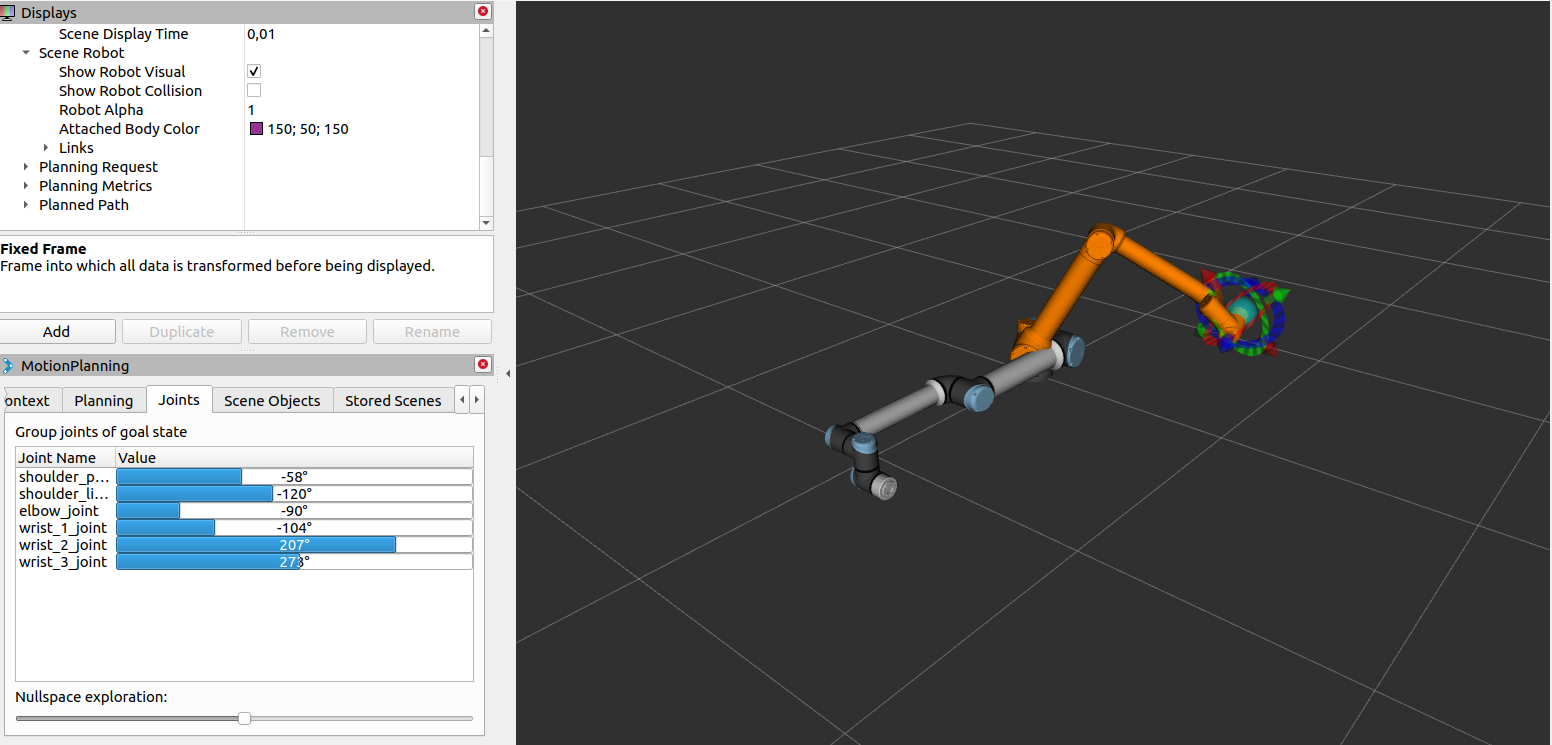 Displays
Scene Display Time 0,01
Scene Robot
Show Robot Visual
Show Robot Collision
Robot Alpha 1
Attached Body Color 150; 50; 150
Links
Planning Request
Planning Metrics
Planned Path
Fixed Frame
Frame into which all data is transformed before being displayed.
Add Duplicate Remove Rename
MotionPlanning
ontext Planning Joints Scene Objects Stored Scenes
Group joints of goal state
Joint Name Value
shoulder_p... -58°
shoulder_li... -120°
elbow_joint -90°
wrist_1_joint -104°
wrist_2_joint 207°
wrist_3_joint 273°
Nullspace exploration: